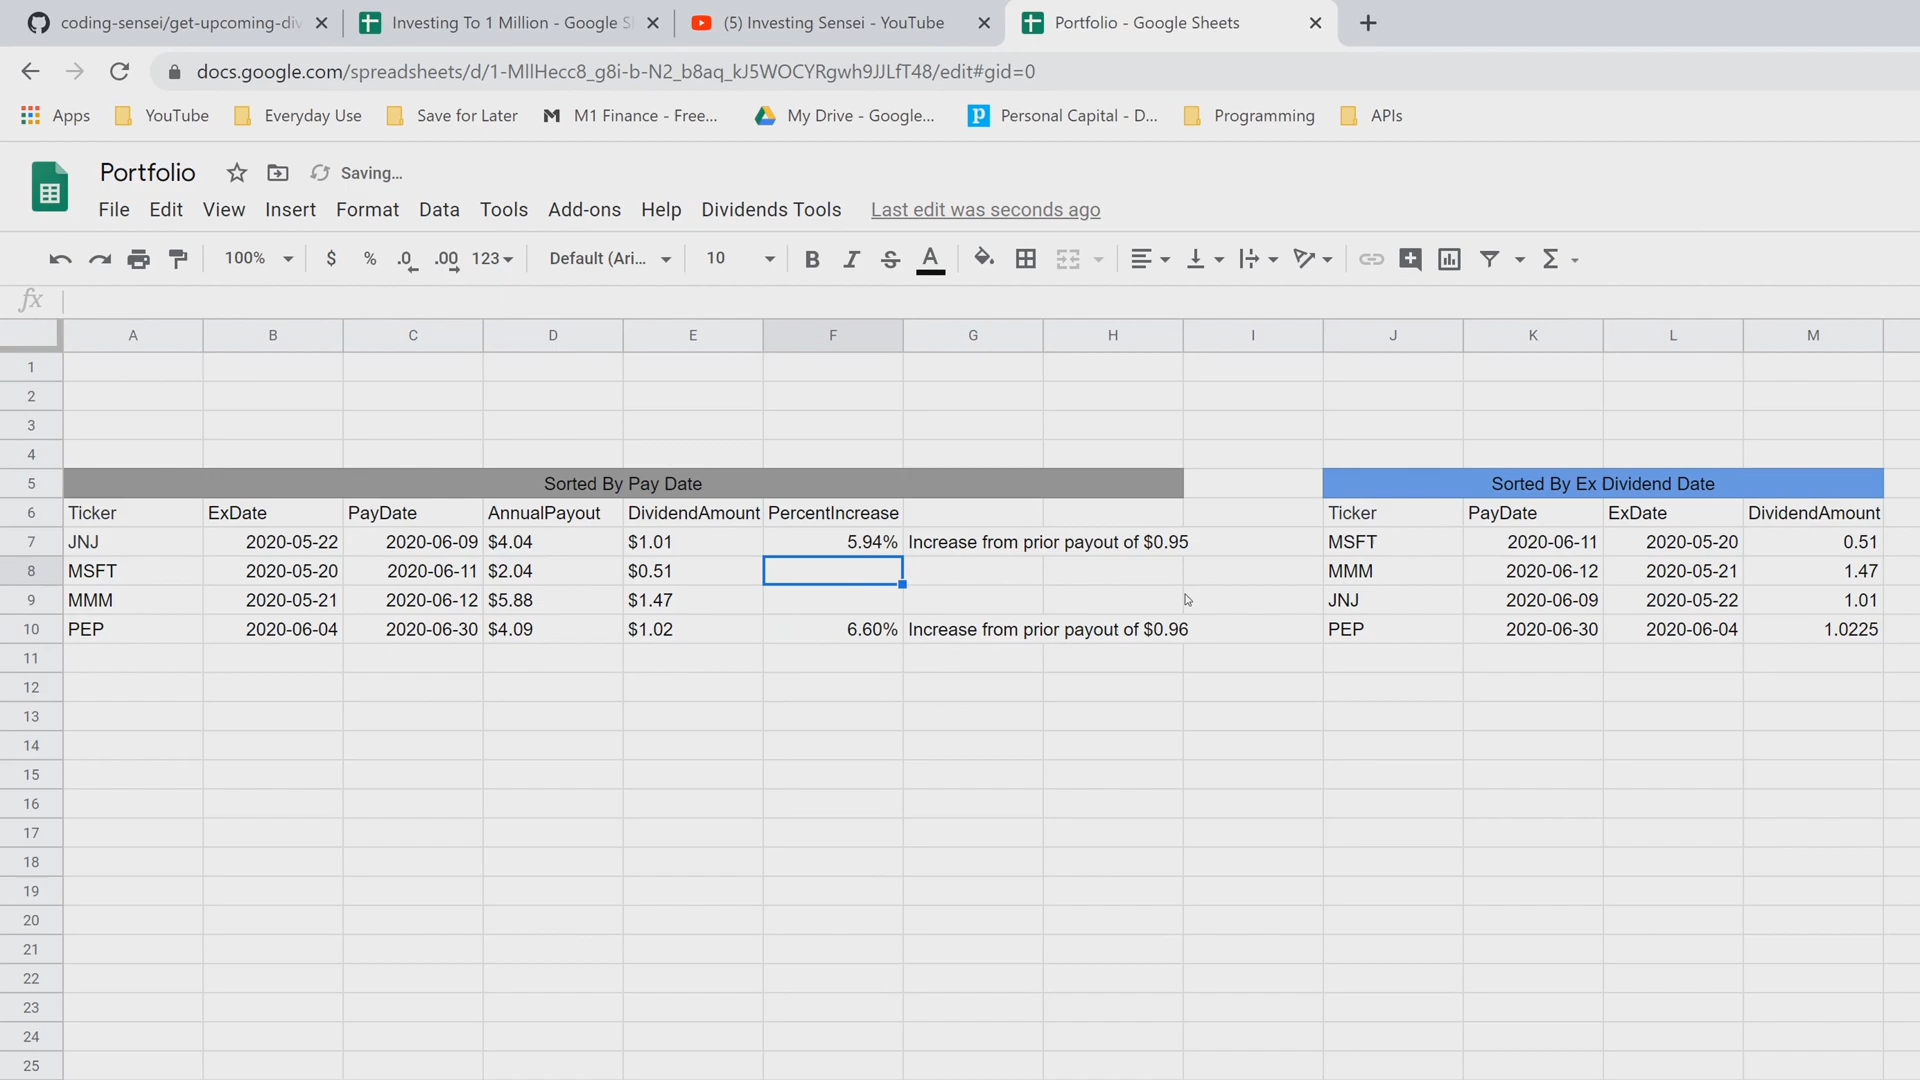 coding-sensei/get-upcoming-div
Investing To 1 Million - Google S
(5) Investing Sensei - YouTube
Portfolio - Google Sheets
docs.google.com/spreadsheets/d/1-MllHecc8_g8i-b-N2_b8aq_kJ5WOCYRgwh9JJLfT48/edit#gid=0
Apps YouTube Everyday Use Save for Later M1 Finance - Free... My Drive - Google... Personal Capital - D... Programming APIs
Portfolio Saving...
File Edit View Insert Format Data Tools Add-ons Help Dividends Tools Last edit was seconds ago
100% $ % .0 .00 123 Default (Ari... 10 B I S A Σ
fx
A B C D E F G H I J K L M
1
2
3
4
5 Sorted By Pay Date Sorted By Ex Dividend Date
6 Ticker ExDate PayDate AnnualPayout DividendAmount PercentIncrease Ticker PayDate ExDate DividendAmount
7 JNJ 2020-05-22 2020-06-09 $4.04 $1.01 5.94% Increase from prior payout of $0.95 MSFT 2020-06-11 2020-05-20 0.51
8 MSFT 2020-05-20 2020-06-11 $2.04 $0.51 MMM 2020-06-12 2020-05-21 1.47
9 MMM 2020-05-21 2020-06-12 $5.88 $1.47 JNJ 2020-06-09 2020-05-22 1.01
10 PEP 2020-06-04 2020-06-30 $4.09 $1.02 6.60% Increase from prior payout of $0.96 PEP 2020-06-30 2020-06-04 1.0225
11
12
13
14
15
16
17
18
19
20
21
22
23
24
25